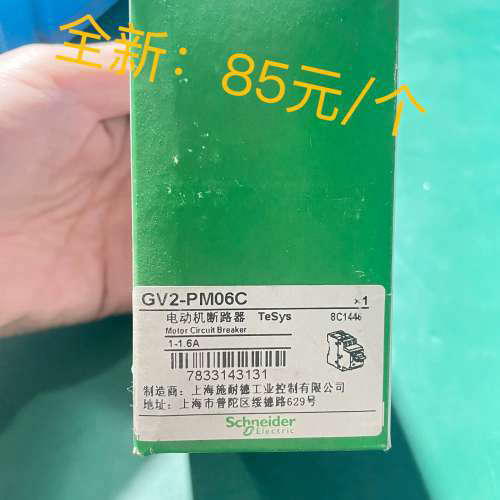 全新：85元/个
GV2-PM06C ×1
电动机断路器 TeSys 8C1446
Motor Circuit Breaker
1-1.6A
7833143131
制造商：上海施耐德工业控制有限公司
地址：上海市普陀区绥德路629号
Schneider
Electric